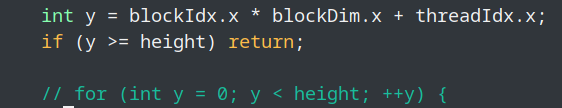 int y = blockIdx.x * blockDim.x + threadIdx.x;
if (y >= height) return;
// for (int y = 0; y < height; ++y) {